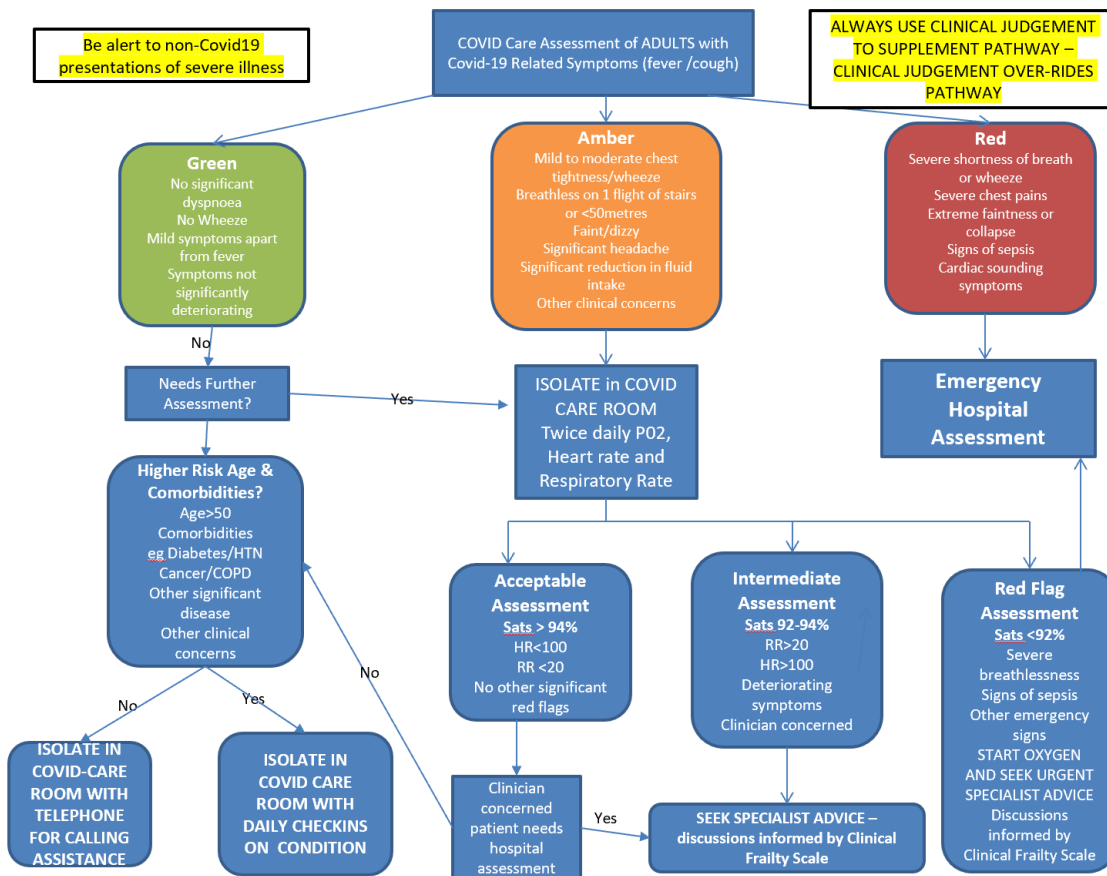 Be alert to non-Covid19
presentations of severe illness
COVID Care Assessment of ADULTS with
Covid-19 Related Symptoms (fever /cough)
ALWAYS USE CLINICAL JUDGEMENT
TO SUPPLEMENT PATHWAY –
CLINICAL JUDGEMENT OVER-RIDES
PATHWAY
Green
No significant
dyspnoea
No Wheeze
Mild symptoms apart
from fever
Symptoms not
significantly
deteriorating
Amber
Mild to moderate chest
tightness/wheeze
Breathless on 1 flight of stairs
or <50metres
Faint/dizzy
Significant headache
Significant reduction in fluid
intake
Other clinical concerns
Red
Severe shortness of breath
or wheeze
Severe chest pains
Extreme faintness or
collapse
Signs of sepsis
Cardiac sounding
symptoms
No
Needs Further
Assessment?
Yes
ISOLATE in COVID
CARE ROOM
Twice daily P02,
Heart rate and
Respiratory Rate
Emergency
Hospital
Assessment
Higher Risk Age &
Comorbidities?
Age>50
Comorbidities
eg Diabetes/HTN
Cancer/COPD
Other significant
disease
Other clinical
concerns
Acceptable
Assessment
Sats > 94%
HR<100
RR <20
No other significant
red flags
Intermediate
Assessment
Sats 92-94%
RR>20
HR>100
Deteriorating
symptoms
Clinician concerned
Red Flag
Assessment
Sats <92%
Severe
breathlessness
Signs of sepsis
Other emergency
signs
START OXYGEN
AND SEEK URGENT
SPECIALIST ADVICE
Discussions
informed by
Clinical Frailty Scale
No
No
Yes
ISOLATE IN
COVID-CARE
ROOM WITH
TELEPHONE
FOR CALLING
ASSISTANCE
ISOLATE IN
COVID CARE
ROOM WITH
DAILY CHECKINS
ON CONDITION
Clinician
concerned
patient needs
hospital
assessment
Yes
SEEK SPECIALIST ADVICE –
discussions informed by Clinical
Frailty Scale